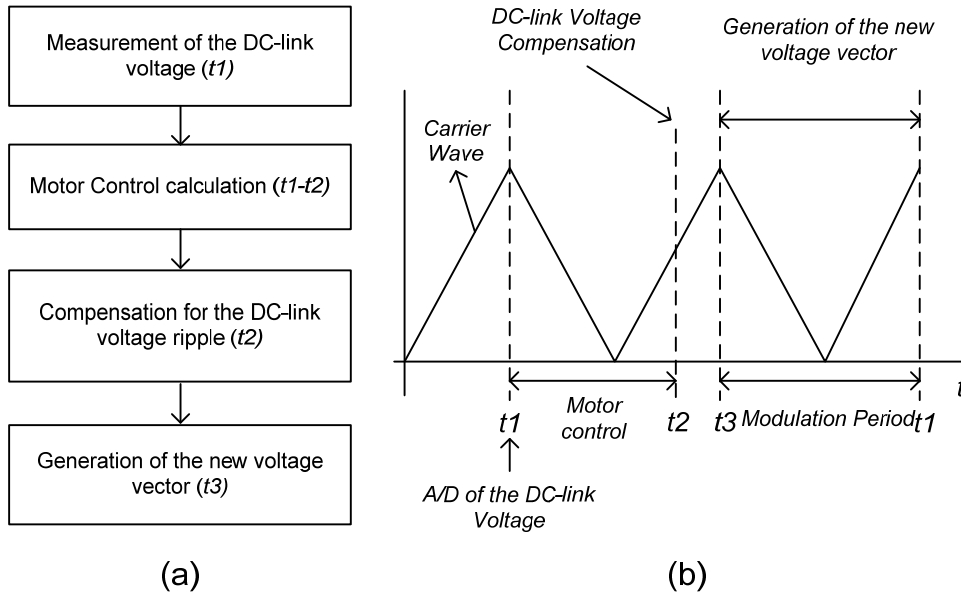 Measurement of the DC-link
voltage (t1)
Motor Control calculation (t1-t2)
Compensation for the DC-link
voltage ripple (t2)
Generation of the new voltage
vector (t3)
(a)
DC-link Voltage
Compensation
Generation of the new
voltage vector
Carrier
Wave
t
t1
Motor
control
t2
t3
Modulation Period
t1
A/D of the DC-link
Voltage
(b)